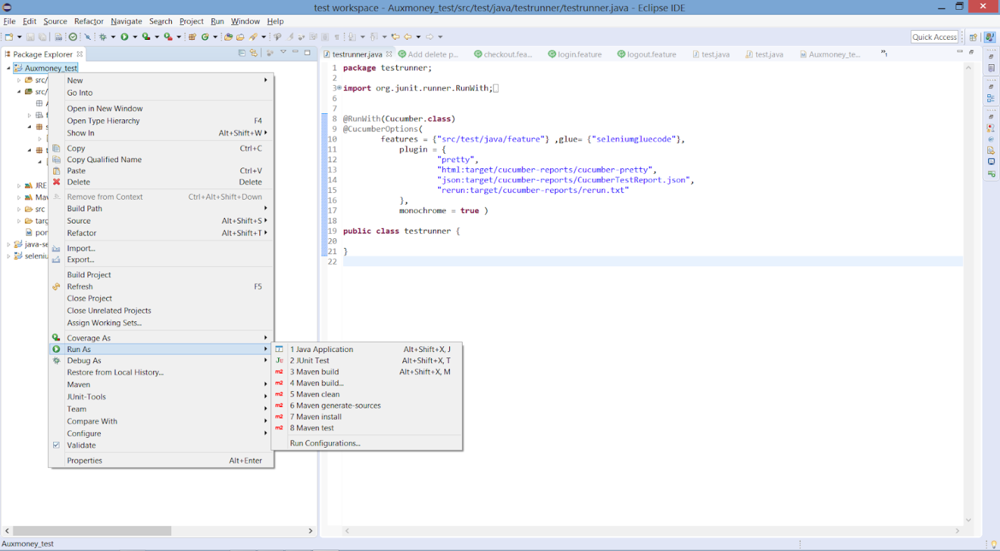 test workspace - Auxmoney_test/src/test/java/testrunner/testrunner.java - Eclipse IDE
File Edit Source Refactor Navigate Search Project Run Window Help
Quick Access
Package Explorer
testrunner.java Add delete p... checkout.fea... login.feature logout.feature test.java test.java Auxmoney_te... »1
Auxmoney_test
src/
src/
JRE
src
java-se
New
Go Into
Open in New Window
Open Type Hierarchy F4
Show In Alt+Shift+W
Copy Ctrl+C
Copy Qualified Name
Paste Ctrl+V
Delete Delete
Remove from Context Ctrl+Alt+Shift+Down
Build Path
Source Alt+Shift+S
Refactor Alt+Shift+T
Import...
Export...
Build Project
Refresh F5
Close Project
Close Unrelated Projects
Assign Working Sets...
Coverage As
Run As
Debug As
Restore from Local History...
Maven
JUnit-Tools
Team
Compare With
Configure
Validate
Properties Alt+Enter
1 Java Application Alt+Shift+X, J
2 JUnit Test Alt+Shift+X, T
3 Maven build Alt+Shift+X, M
4 Maven build...
5 Maven clean
6 Maven generate-sources
7 Maven install
8 Maven test
Run Configurations...
1 package testrunner;
2
3 import org.junit.runner.RunWith;
6
7
8 @RunWith(Cucumber.class)
9 @CucumberOptions(
10 features = {"src/test/java/feature"} ,glue= {"seleniumgluecode"},
11 plugin = {
12 "pretty",
13 "html:target/cucumber-reports/cucumber-pretty",
14 "json:target/cucumber-reports/CucumberTestReport.json",
15 "rerun:target/cucumber-reports/rerun.txt"
16 },
17 monochrome = true )
18
19 public class testrunner {
20
21 }
22
Auxmoney_test